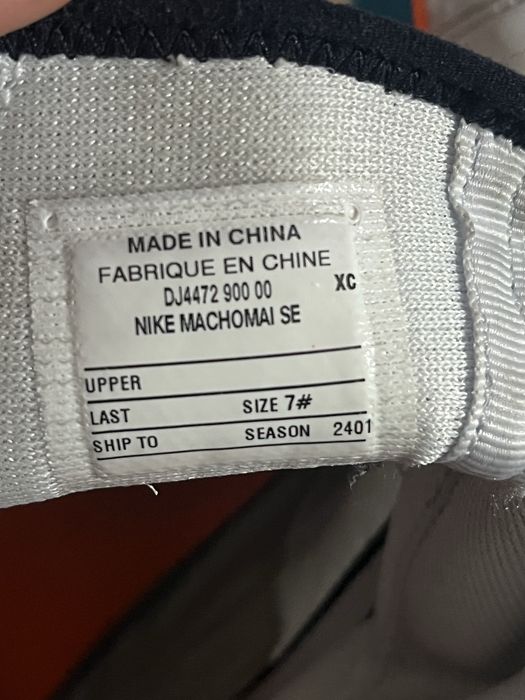 MADE IN CHINA
FABRIQUE EN CHINE
DJ4472 900 00 XC
NIKE MACHOMAI SE
UPPER
LAST SIZE 7#
SHIP TO SEASON 2401